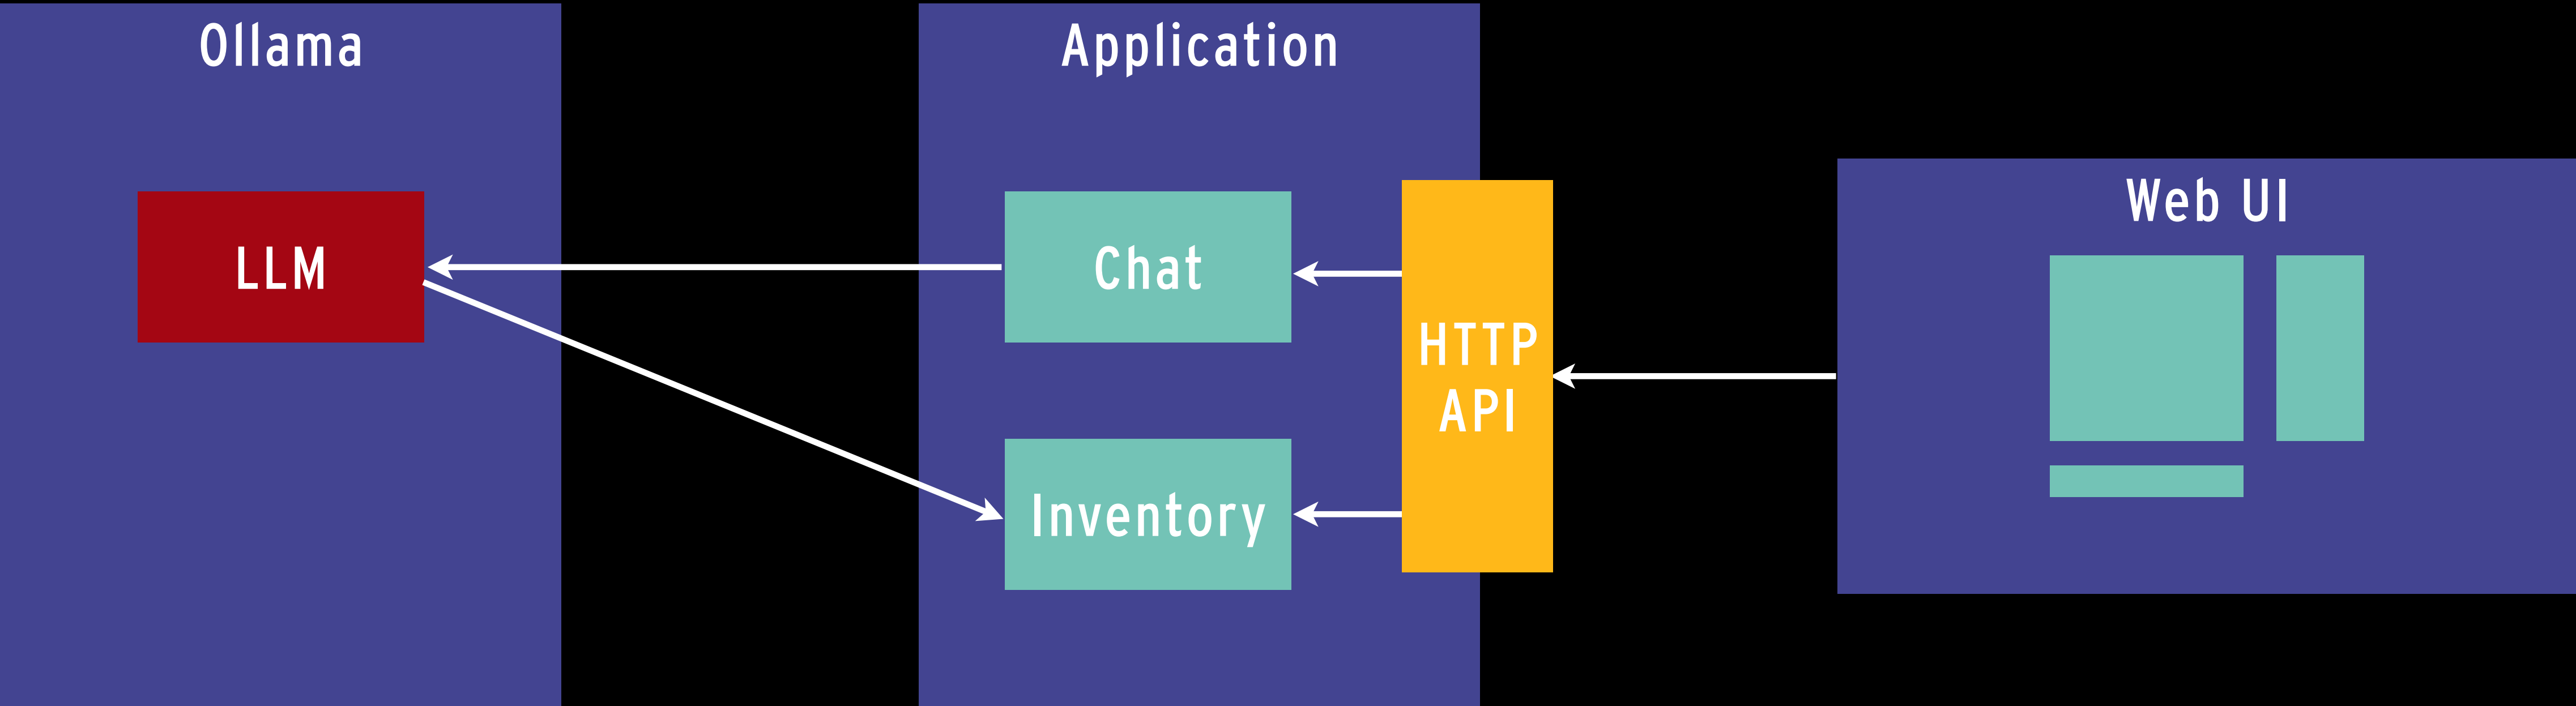 Ollama
LLM
Application
Chat
Inventory
HTTP
API
Web UI